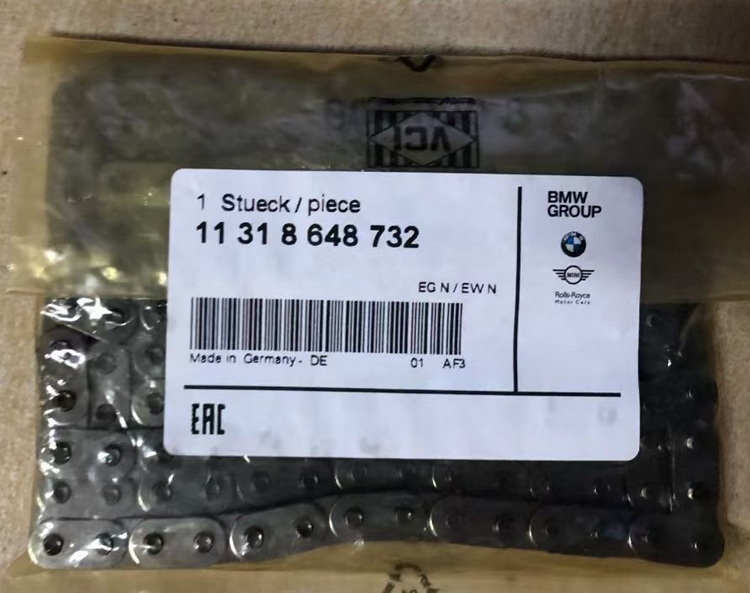 VCI
1 Stueck / piece
11 31 8 648 732
EG N / EW N
Made in Germany - DE 01 AF3
EAC
BMW
GROUP
MINI
Rolls-Royce
Motor Cars